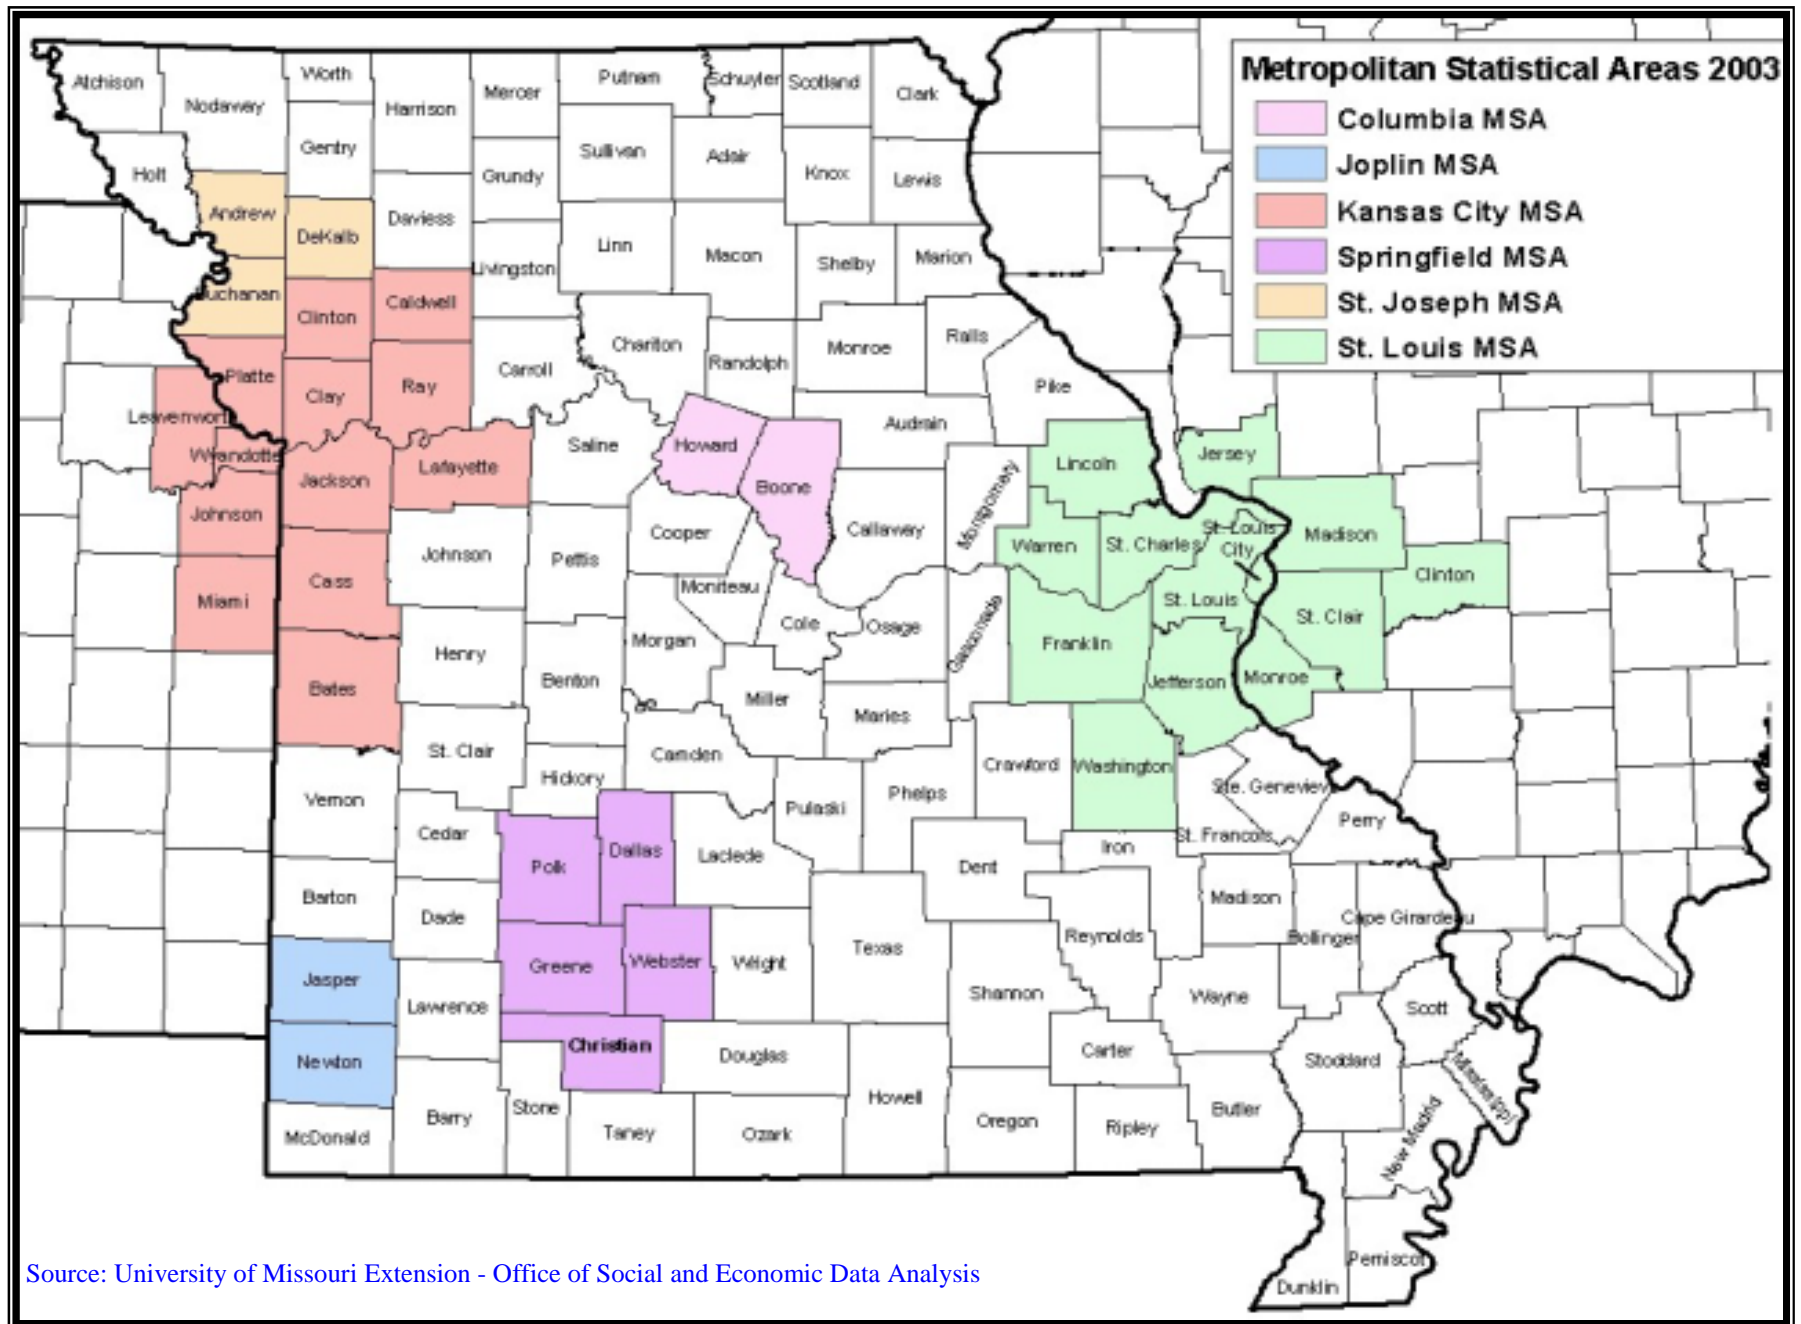 Metropolitan Statistical Areas 2003
Columbia MSA
Joplin MSA
Kansas City MSA
Springfield MSA
St. Joseph MSA
St. Louis MSA
Atchison
Nodaway
Worth
Harrison
Mercer
Putnam
Schuyler
Scotland
Clark
Gentry
Sullivan
Adair
Knox
Lewis
Holt
Grundy
Andrew
DeKalb
Daviess
Livingston
Linn
Macon
Shelby
Marion
Buchanan
Clinton
Caldwell
Carroll
Chariton
Randolph
Monroe
Ralls
Pike
Platte
Clay
Ray
Leavenwort
Wyandotte
Jackson
Lafayette
Saline
Howard
Boone
Audrain
Lincoln
Jersey
Johnson
Johnson
Pettis
Cooper
Callaway
Montgomery
Warren
St. Charles
St. Louis
City
Madison
Clinton
Miami
Cass
Moniteau
Cole
Osage
Gasconade
Franklin
St. Louis
St. Clair
Henry
Morgan
Benton
Miller
Jefferson
Monroe
Bates
Maries
St. Clair
Camden
Hickory
Crawford
Washington
Vernon
Pulaski
Phelps
Ste. Geneviev
Cedar
Polk
Dallas
Laclede
Dent
Iron
St. Francois
Perry
Barton
Dade
Texas
Madison
Cape Girardeau
Bollinger
Reynolds
Jasper
Greene
Webster
Wright
Lawrence
Shannon
Wayne
Scott
Christian
Newton
Douglas
Carter
Stoddard
Mississippi
Howell
Barry
Stone
Taney
Ozark
Oregon
Ripley
Butler
New Madrid
McDonald
Pemiscot
Dunklin
Source: University of Missouri Extension - Office of Social and Economic Data Analysis